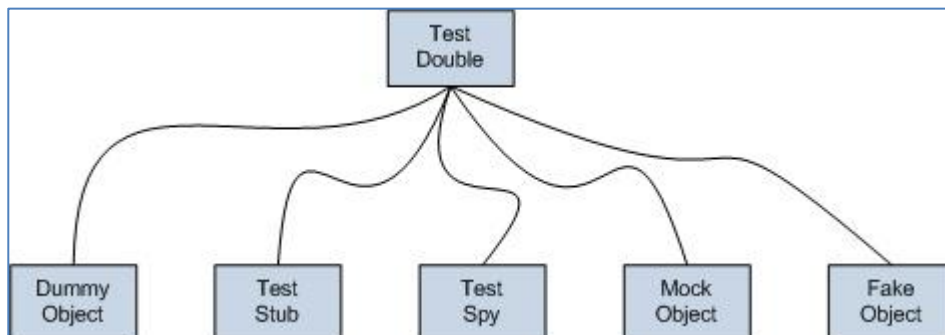 Test
Double
Dummy
Object
Test
Stub
Test
Spy
Mock
Object
Fake
Object